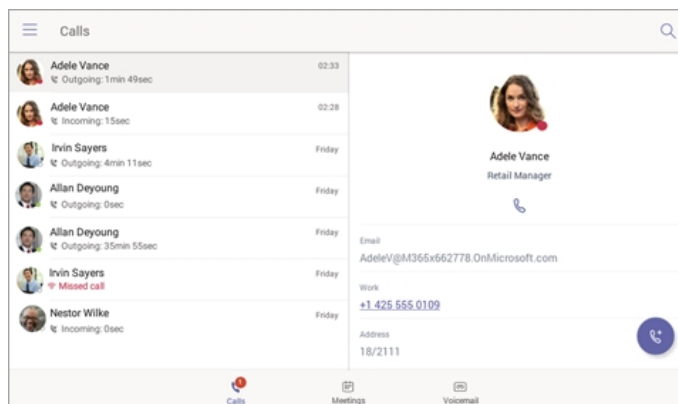 Calls
Adele Vance
02:33
Outgoing: 1min 49sec
Adele Vance
02:28
Incoming: 15sec
Irvin Sayers
Friday
Outgoing: 4min 11sec
Allan Deyoung
Friday
Outgoing: 0sec
Allan Deyoung
Friday
Outgoing: 35min 55sec
Irvin Sayers
Friday
Missed call
Nestor Wilke
Friday
Incoming: 0sec
Adele Vance
Retail Manager
Email
AdeleV@M365x662778.OnMicrosoft.com
Work
+1 425 555 0109
Address
18/2111
1
Calls
Meetings
Voicemail